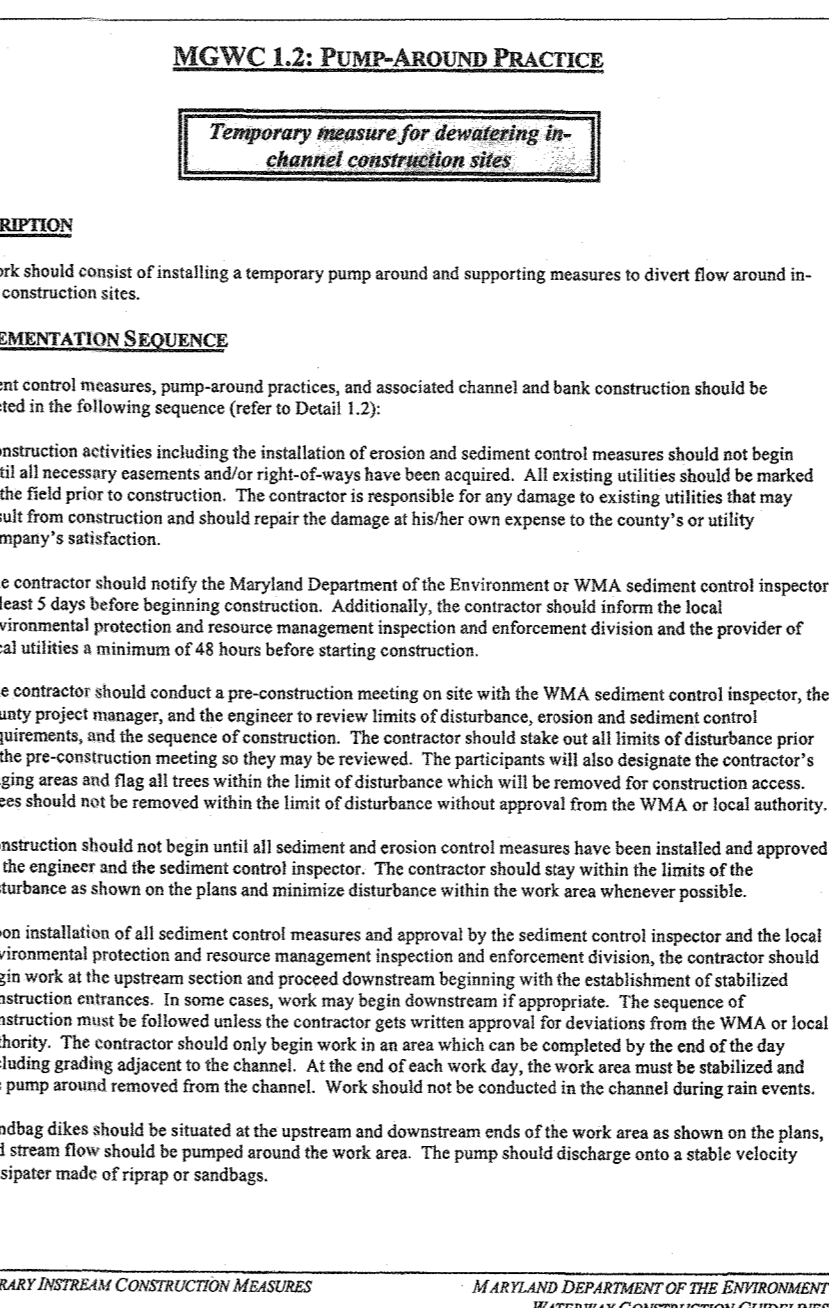 MGWC 1.2: PUMP-AROUND PRACTICE
Temporary measure for dewatering in-
channel construction sites
RIPTION
ork should consist of installing a temporary pump around and supporting measures to divert flow around in-
construction sites.
EMENTATION SEQUENCE
ent control measures, pump-around practices, and associated channel and bank construction should be
ted in the following sequence (refer to Detail 1.2):
onstruction activities including the installation of erosion and sediment control measures should not begin
til all necessary easements and/or right-of-ways have been acquired. All existing utilities should be marked
the field prior to construction. The contractor is responsible for any damage to existing utilities that may
sult from construction and should repair the damage at his/her own expense to the county's or utility
mpany's satisfaction.
e contractor should notify the Maryland Department of the Environment or WMA sediment control inspector
least 5 days before beginning construction. Additionally, the contractor should inform the local
vironmental protection and resource management inspection and enforcement division and the provider of
cal utilities a minimum of 48 hours before starting construction.
e contractor should conduct a pre-construction meeting on site with the WMA sediment control inspector, the
unty project manager, and the engineer to review limits of disturbance, erosion and sediment control
quirements, and the sequence of construction. The contractor should stake out all limits of disturbance prior
the pre-construction meeting so they may be reviewed. The participants will also designate the contractor's
ging areas and flag all trees within the limit of disturbance which will be removed for construction access.
ees should not be removed within the limit of disturbance without approval from the WMA or local authority.
nstruction should not begin until all sediment and erosion control measures have been installed and approved
the engineer and the sediment control inspector. The contractor should stay within the limits of the
turbance as shown on the plans and minimize disturbance within the work area whenever possible.
on installation of all sediment control measures and approval by the sediment control inspector and the local
vironmental protection and resource management inspection and enforcement division, the contractor should
gin work at the upstream section and proceed downstream beginning with the establishment of stabilized
nstruction entrances. In some cases, work may begin downstream if appropriate. The sequence of
nstruction must be followed unless the contractor gets written approval for deviations from the WMA or local
thority. The contractor should only begin work in an area which can be completed by the end of the day
cluding grading adjacent to the channel. At the end of each work day, the work area must be stabilized and
e pump around removed from the channel. Work should not be conducted in the channel during rain events.
ndbag dikes should be situated at the upstream and downstream ends of the work area as shown on the plans,
d stream flow should be pumped around the work area. The pump should discharge onto a stable velocity
sipater made of riprap or sandbags.
RARY INSTREAM CONSTRUCTION MEASURES
MARYLAND DEPARTMENT OF THE ENVIRONMENT
WATERWAY CONSTRUCTION GUIDELINES